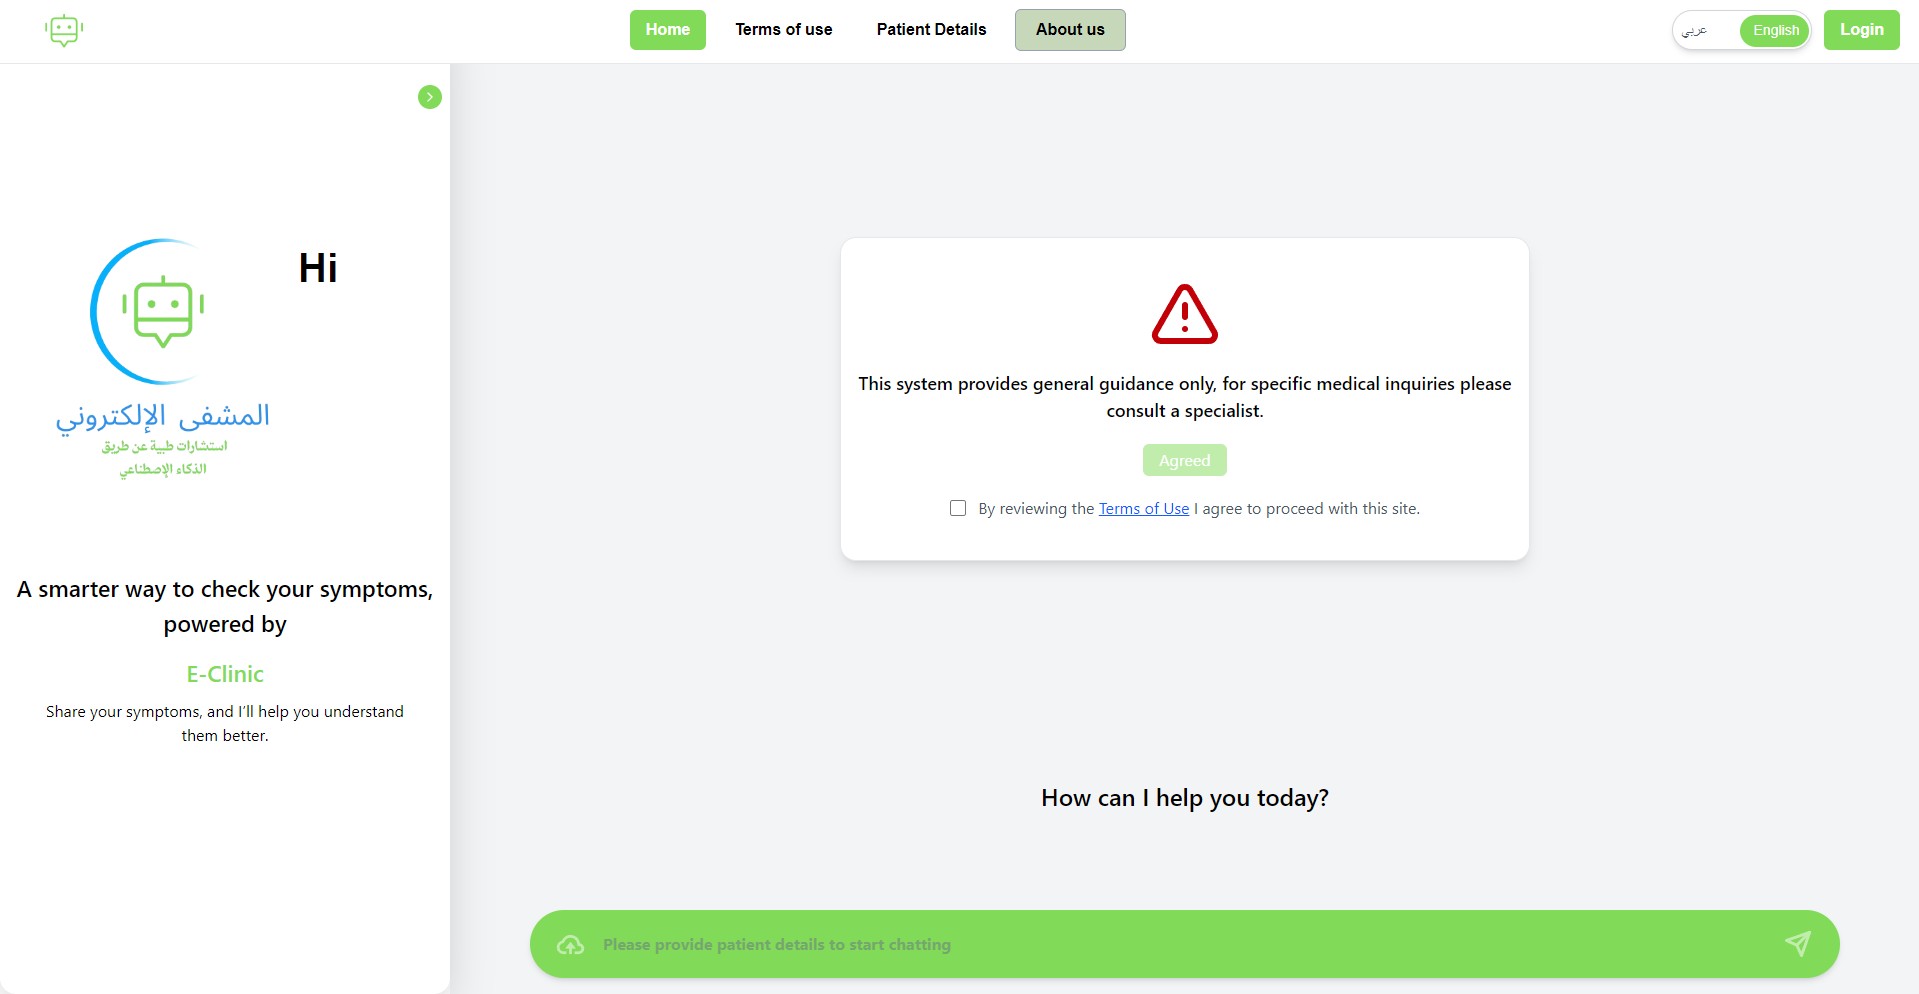 Home
Terms of use
Patient Details
About us
عربي
English
Login
Hi
المشفى الإلكتروني
استشارات طبية عن طريق
الذكاء الإصطناعي
A smarter way to check your symptoms,
powered by
E-Clinic
Share your symptoms, and I’ll help you understand
them better.
This system provides general guidance only, for specific medical inquiries please
consult a specialist.
Agreed
By reviewing the Terms of Use I agree to proceed with this site.
How can I help you today?
Please provide patient details to start chatting